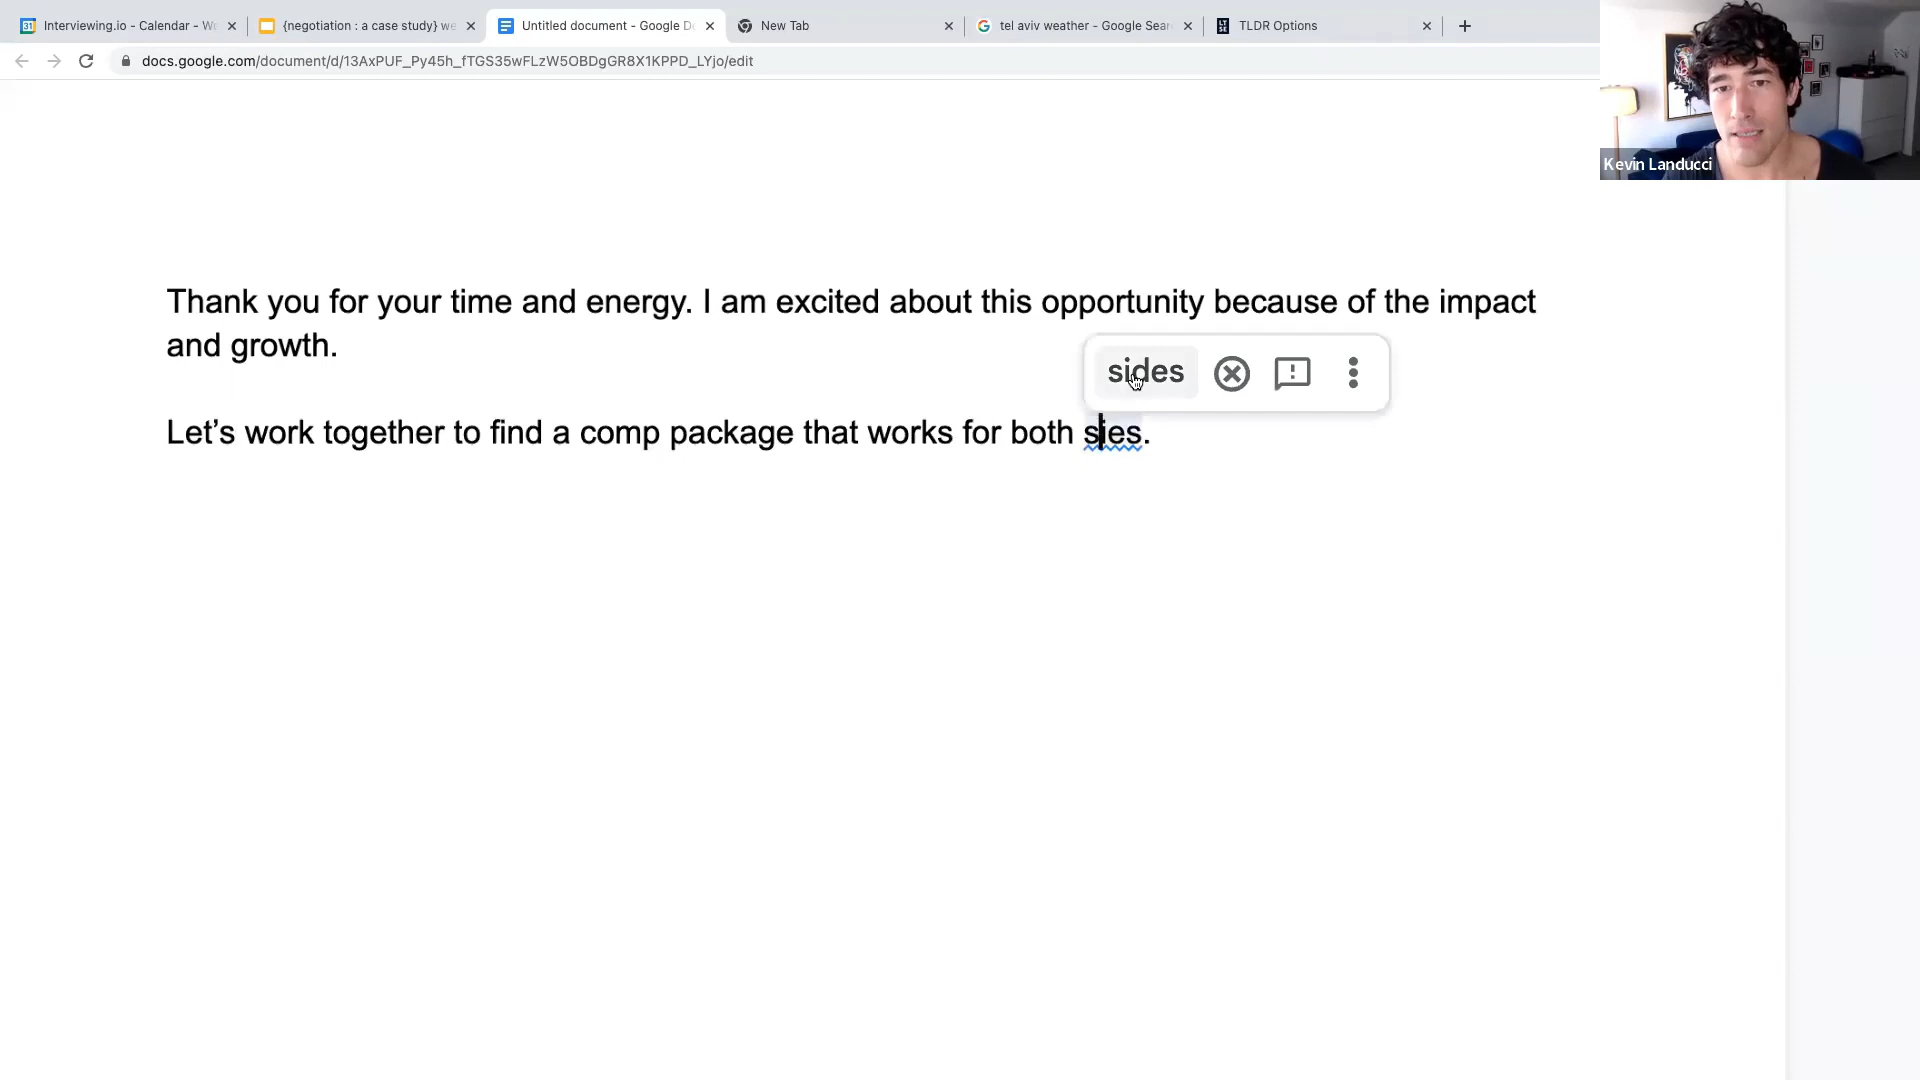 31 Interviewing.io - Calendar - W
{negotiation : a case study} we
Untitled document - Google D
New Tab
G tel aviv weather - Google Sear
LTSE TLDR Options
docs.google.com/document/d/13AxPUF_Py45h_fTGS35wFLzW5OBDgGR8X1KPPD_LYjo/edit
Kevin Landucci
Thank you for your time and energy. I am excited about this opportunity because of the impact
and growth.
sides
Let’s work together to find a comp package that works for both sies.